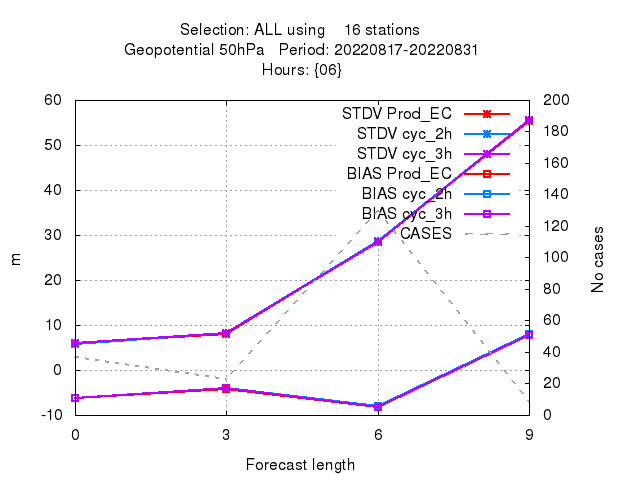 Selection: ALL using 16 stations
Geopotential 50hPa Period: 20220817-20220831
Hours: {06}
60
50
40
30
20
10
0
-10
200
180
160
140
120
100
80
60
40
20
0
STDV Prod_EC
STDV cyc_2h
STDV cyc_3h
BIAS Prod_EC
BIAS cyc_2h
BIAS cyc_3h
CASES
m
No cases
0 3 6 9
Forecast length